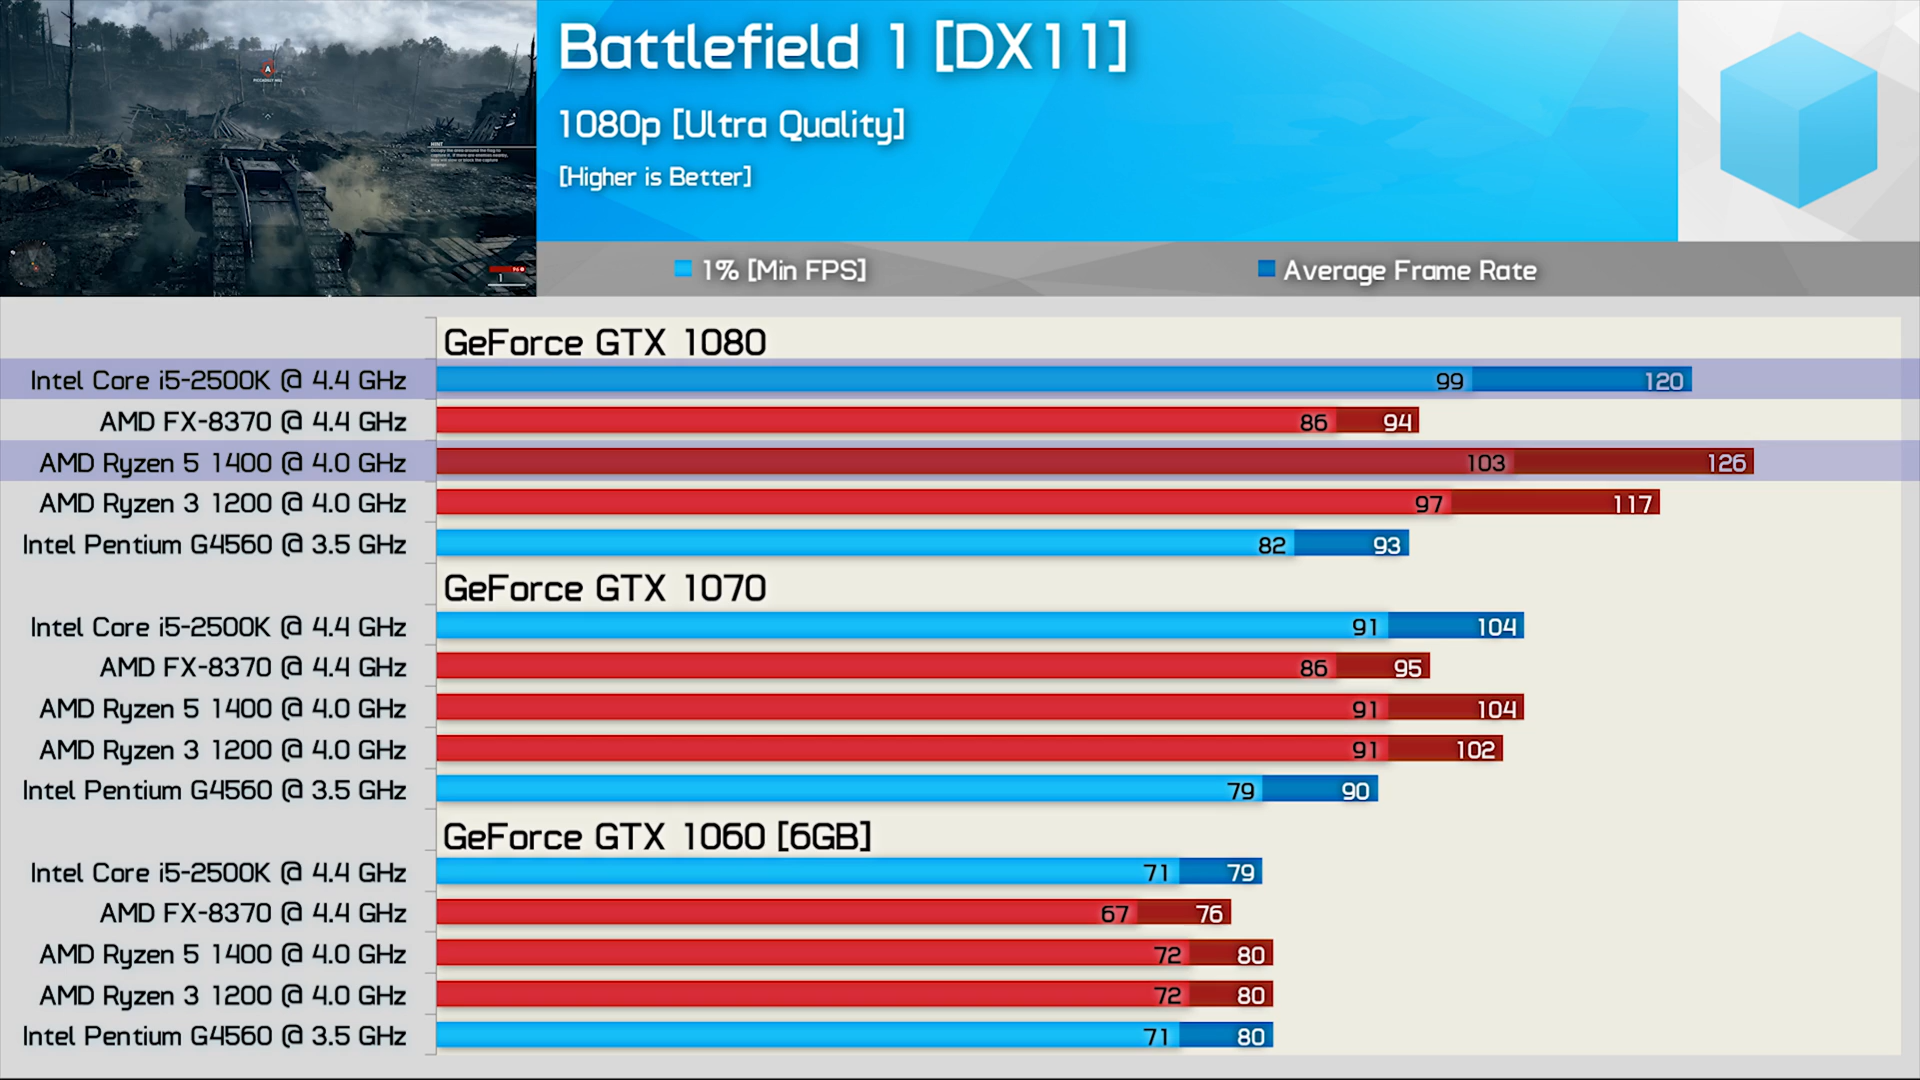 Battlefield 1 [DX11]
1080p [Ultra Quality]
[Higher is Better]
A
HINT
1
1% [Min FPS]
Average Frame Rate
GeForce GTX 1080
Intel Core i5-2500K @ 4.4 GHz 99 120
AMD FX-8370 @ 4.4 GHz 86 94
AMD Ryzen 5 1400 @ 4.0 GHz 103 126
AMD Ryzen 3 1200 @ 4.0 GHz 97 117
Intel Pentium G4560 @ 3.5 GHz 82 93
GeForce GTX 1070
Intel Core i5-2500K @ 4.4 GHz 91 104
AMD FX-8370 @ 4.4 GHz 86 95
AMD Ryzen 5 1400 @ 4.0 GHz 91 104
AMD Ryzen 3 1200 @ 4.0 GHz 91 102
Intel Pentium G4560 @ 3.5 GHz 79 90
GeForce GTX 1060 [6GB]
Intel Core i5-2500K @ 4.4 GHz 71 79
AMD FX-8370 @ 4.4 GHz 67 76
AMD Ryzen 5 1400 @ 4.0 GHz 72 80
AMD Ryzen 3 1200 @ 4.0 GHz 72 80
Intel Pentium G4560 @ 3.5 GHz 71 80